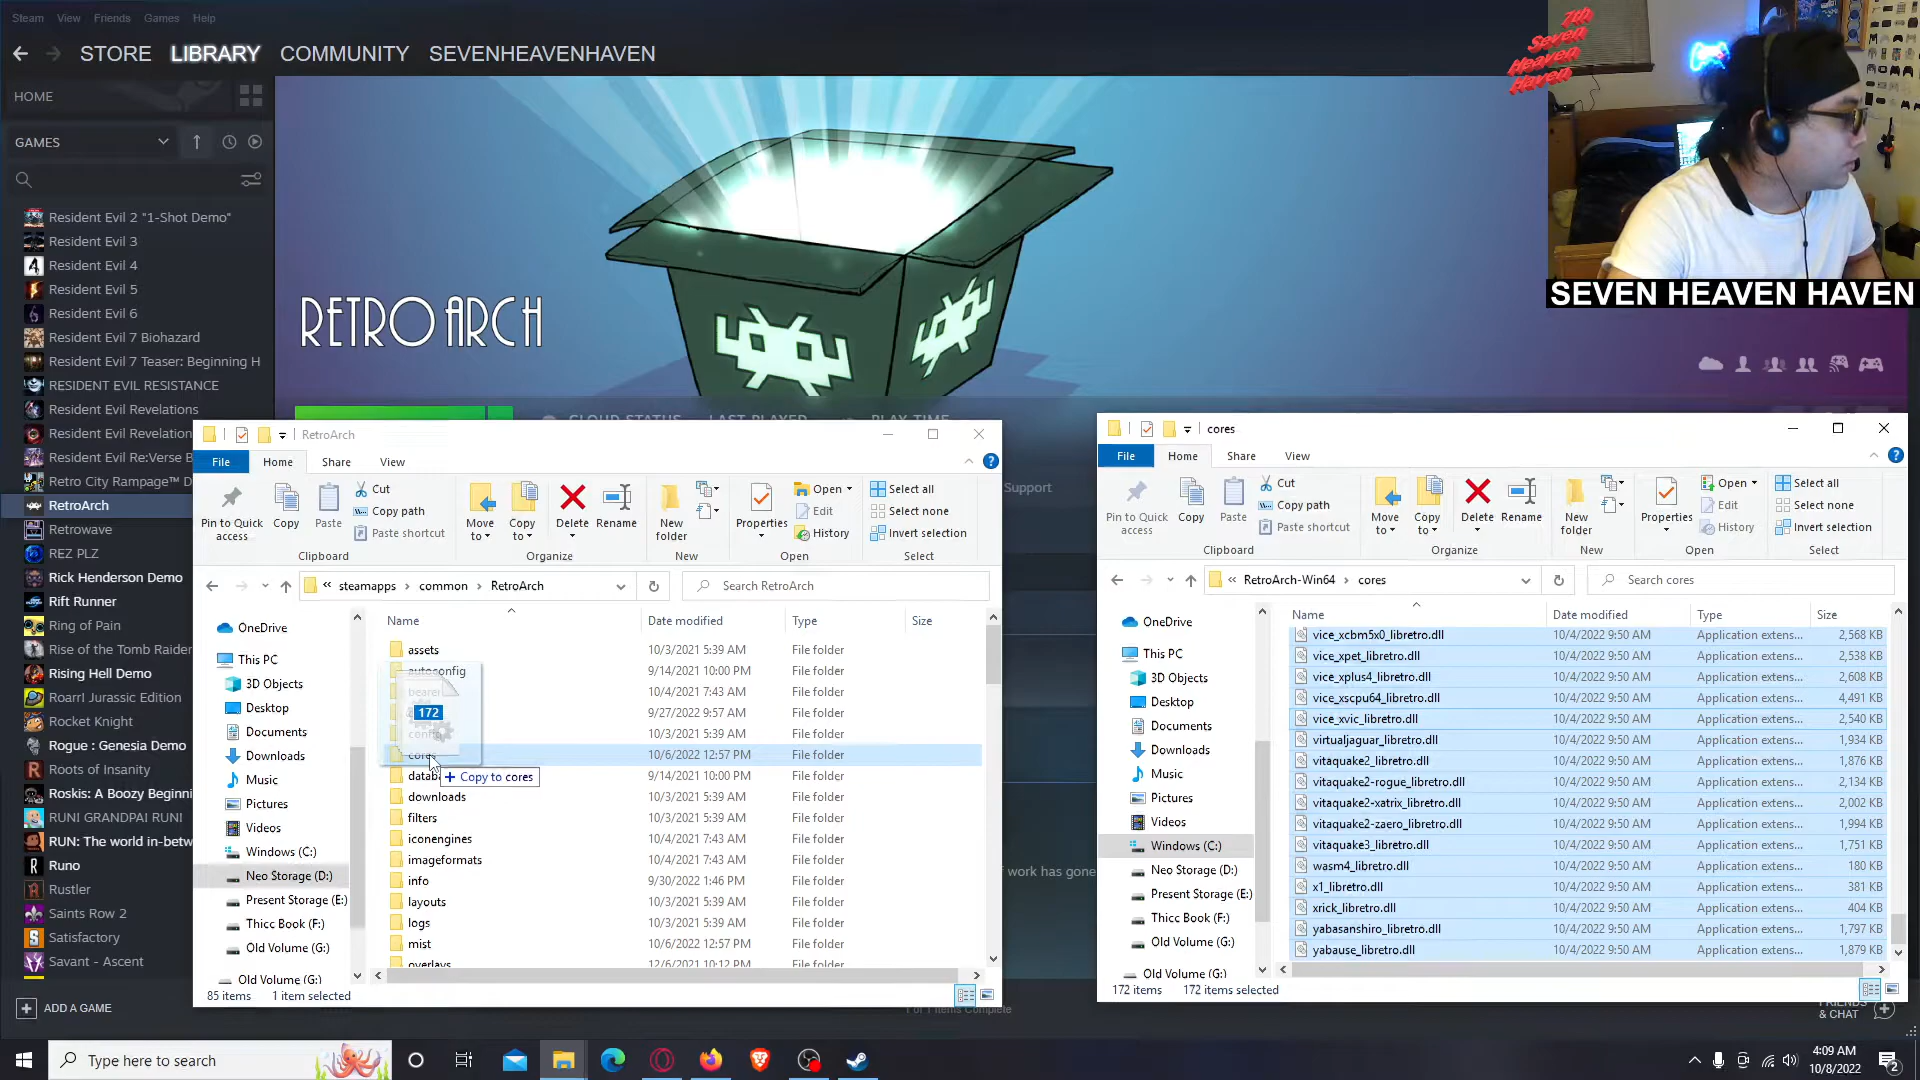 Steam View Friends Games Help
STORE LIBRARY COMMUNITY SEVENHEAVENHAVEN
HOME
GAMES
Resident Evil 2 "1-Shot Demo"
Resident Evil 3
Resident Evil 4
Resident Evil 5
Resident Evil 6
Resident Evil 7 Biohazard
Resident Evil 7 Teaser: Beginning H
RESIDENT EVIL RESISTANCE
Resident Evil Revelations
Resident Evil Revelation
Resident Evil Re:Verse B
Retro City Rampage™ D
RetroArch
Retrowave
REZ PLZ
Rick Henderson Demo
Rift Runner
Ring of Pain
Rise of the Tomb Raider
Rising Hell Demo
Roarr! Jurassic Edition
Rocket Knight
Rogue : Genesia Demo
Roots of Insanity
Roskis: A Boozy Beginni
RUN! GRANDPA! RUN!
RUN: The world in-betw
Runo
Rustler
Saints Row 2
Satisfactory
Savant - Ascent
ADD A GAME
RETROARCH
7th
Seven
Heaven
Haven
SEVEN HEAVEN HAVEN
CLOUD STATUS LAST PLAYED PLAY TIME
Support
work has gone
RetroArch
File Home Share View
Pin to Quick access
Copy
Paste
Cut
Copy path
Paste shortcut
Move to
Copy to
Delete
Rename
New folder
Properties
Open
Edit
History
Select all
Select none
Invert selection
Clipboard Organize New Open Select
« steamapps › common › RetroArch
Search RetroArch
OneDrive
This PC
3D Objects
Desktop
Documents
Downloads
Music
Pictures
Videos
Windows (C:)
Neo Storage (D:)
Present Storage (E:)
Thicc Book (F:)
Old Volume (G:)
Old Volume (G:)
Name Date modified Type Size
assets 10/3/2021 5:39 AM File folder
autoconfig 9/14/2021 10:00 PM File folder
bearer 10/4/2021 7:43 AM File folder
9/27/2022 9:57 AM File folder
config 10/3/2021 5:39 AM File folder
cores 10/6/2022 12:57 PM File folder
datab 9/14/2021 10:00 PM File folder
downloads 10/3/2021 5:39 AM File folder
filters 10/3/2021 5:39 AM File folder
iconengines 10/4/2021 7:43 AM File folder
imageformats 10/4/2021 7:43 AM File folder
info 9/30/2022 1:46 PM File folder
layouts 10/3/2021 5:39 AM File folder
logs 10/3/2021 5:39 AM File folder
mist 10/6/2022 12:57 PM File folder
overlays 12/6/2021 10:12 PM File folder
172
+ Copy to cores
85 items 1 item selected
1 of 1 Items Complete
cores
File Home Share View
Pin to Quick access
Copy
Paste
Cut
Copy path
Paste shortcut
Move to
Copy to
Delete
Rename
New folder
Properties
Open
Edit
History
Select all
Select none
Invert selection
Clipboard Organize New Open Select
« RetroArch-Win64 › cores
Search cores
OneDrive
This PC
3D Objects
Desktop
Documents
Downloads
Music
Pictures
Videos
Windows (C:)
Neo Storage (D:)
Present Storage (E:)
Thicc Book (F:)
Old Volume (G:)
Old Volume (G:)
Name Date modified Type Size
vice_xcbm5x0_libretro.dll 10/4/2022 9:50 AM Application extens... 2,568 KB
vice_xpet_libretro.dll 10/4/2022 9:50 AM Application extens... 2,538 KB
vice_xplus4_libretro.dll 10/4/2022 9:50 AM Application extens... 2,608 KB
vice_xscpu64_libretro.dll 10/4/2022 9:50 AM Application extens... 4,491 KB
vice_xvic_libretro.dll 10/4/2022 9:50 AM Application extens... 2,540 KB
virtualjaguar_libretro.dll 10/4/2022 9:50 AM Application extens... 1,934 KB
vitaquake2_libretro.dll 10/4/2022 9:50 AM Application extens... 1,876 KB
vitaquake2-rogue_libretro.dll 10/4/2022 9:50 AM Application extens... 2,134 KB
vitaquake2-xatrix_libretro.dll 10/4/2022 9:50 AM Application extens... 2,002 KB
vitaquake2-zaero_libretro.dll 10/4/2022 9:50 AM Application extens... 1,994 KB
vitaquake3_libretro.dll 10/4/2022 9:50 AM Application extens... 1,751 KB
wasm4_libretro.dll 10/4/2022 9:50 AM Application extens... 180 KB
x1_libretro.dll 10/4/2022 9:50 AM Application extens... 381 KB
xrick_libretro.dll 10/4/2022 9:50 AM Application extens... 404 KB
yabasanshiro_libretro.dll 10/4/2022 9:50 AM Application extens... 1,797 KB
yabause_libretro.dll 10/4/2022 9:50 AM Application extens... 1,879 KB
172 items 172 items selected
FRIENDS
& CHAT
Type here to search
4:09 AM
10/8/2022
2